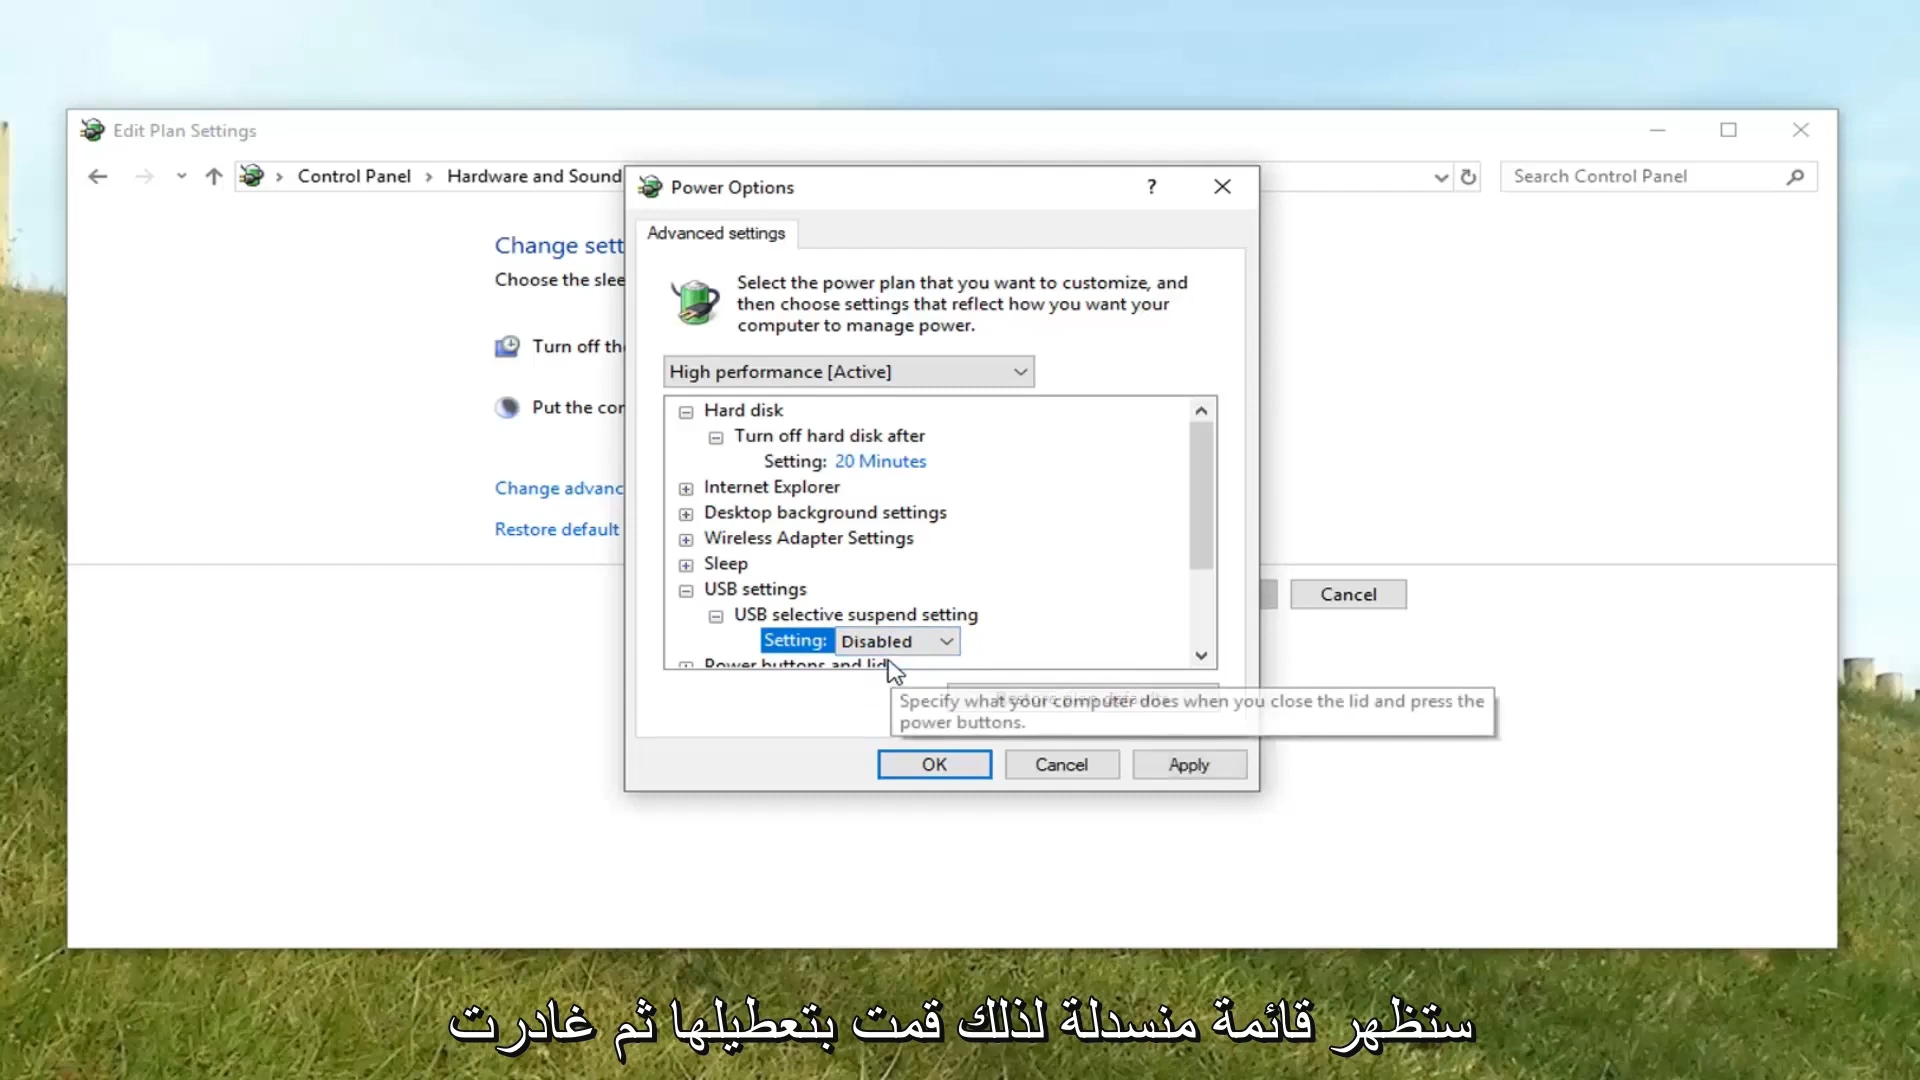 Edit Plan Settings
Control Panel
Hardware and Sound
Search Control Panel
Power Options
?
Advanced settings
Change sett
Choose the slee
Select the power plan that you want to customize, and
then choose settings that reflect how you want your
computer to manage power.
Turn off the
High performance [Active]
Put the cor
Hard disk
Turn off hard disk after
Setting: 20 Minutes
Change advanc
Internet Explorer
Desktop background settings
Restore default
Wireless Adapter Settings
Sleep
USB settings
Cancel
USB selective suspend setting
Setting: Disabled
Power buttons and lid
Restore plan defaults
Specify what your computer does when you close the lid and press the
power buttons.
OK
Cancel
Apply
ستظهر قائمة منسدلة لذلك قمت بتعطيلها ثم غادرت